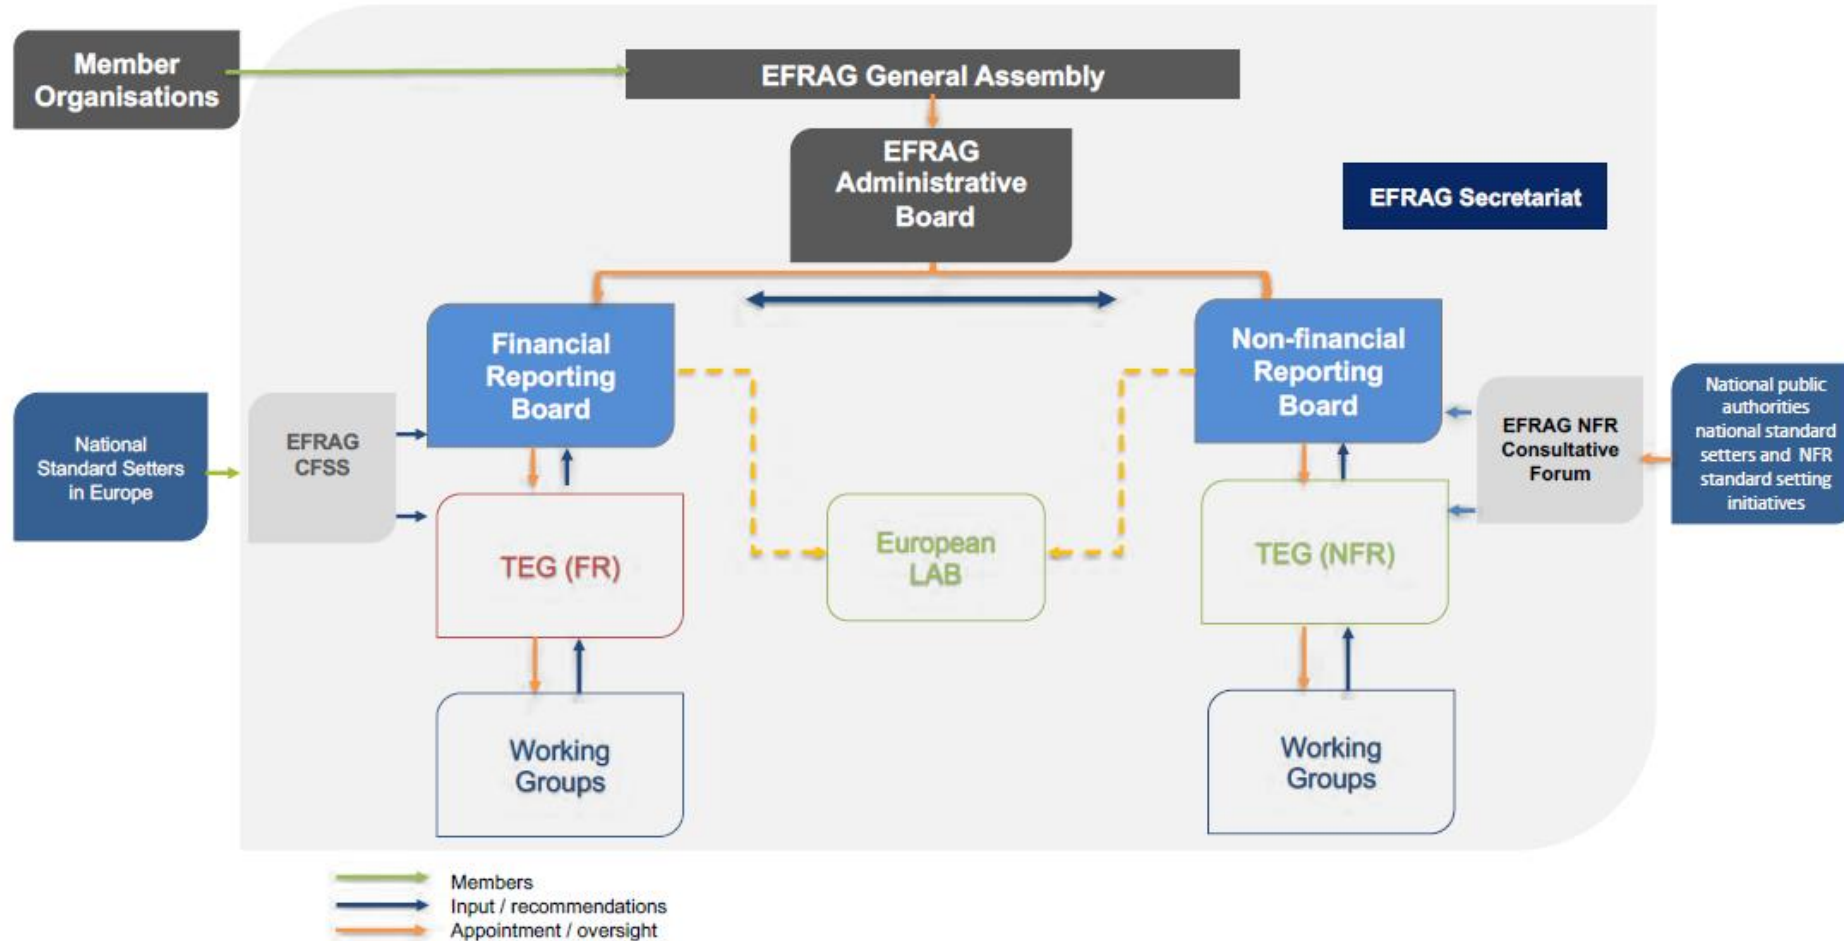 Member
Organisations
EFRAG General Assembly
EFRAG
Administrative
Board
EFRAG Secretariat
Financial
Reporting
Board
Non-financial
Reporting
Board
National
Standard Setters
in Europe
EFRAG
CFSS
EFRAG NFR
Consultative
Forum
National public
authorities
national standard
setters and NFR
standard setting
initiatives
TEG (FR)
European
LAB
TEG (NFR)
Working
Groups
Working
Groups
Members
Input / recommendations
Appointment / oversight